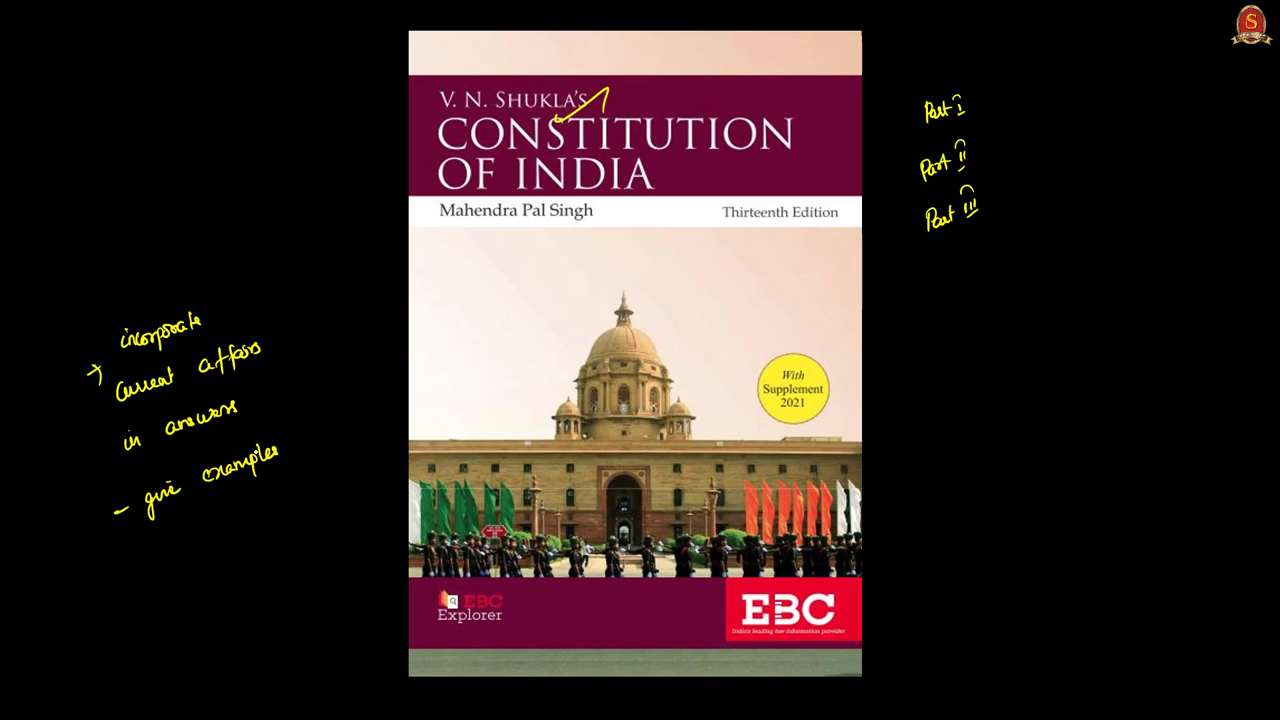 S
V. N. SHUKLA'S
CONSTITUTION
OF INDIA
Mahendra Pal Singh
Thirteenth Edition
With
Supplement
2021
EBC
Explorer
EBC
India's leading law information provider
Part I
Part II
Part III
incorporate
→ Current affairs
in answers
- give examples